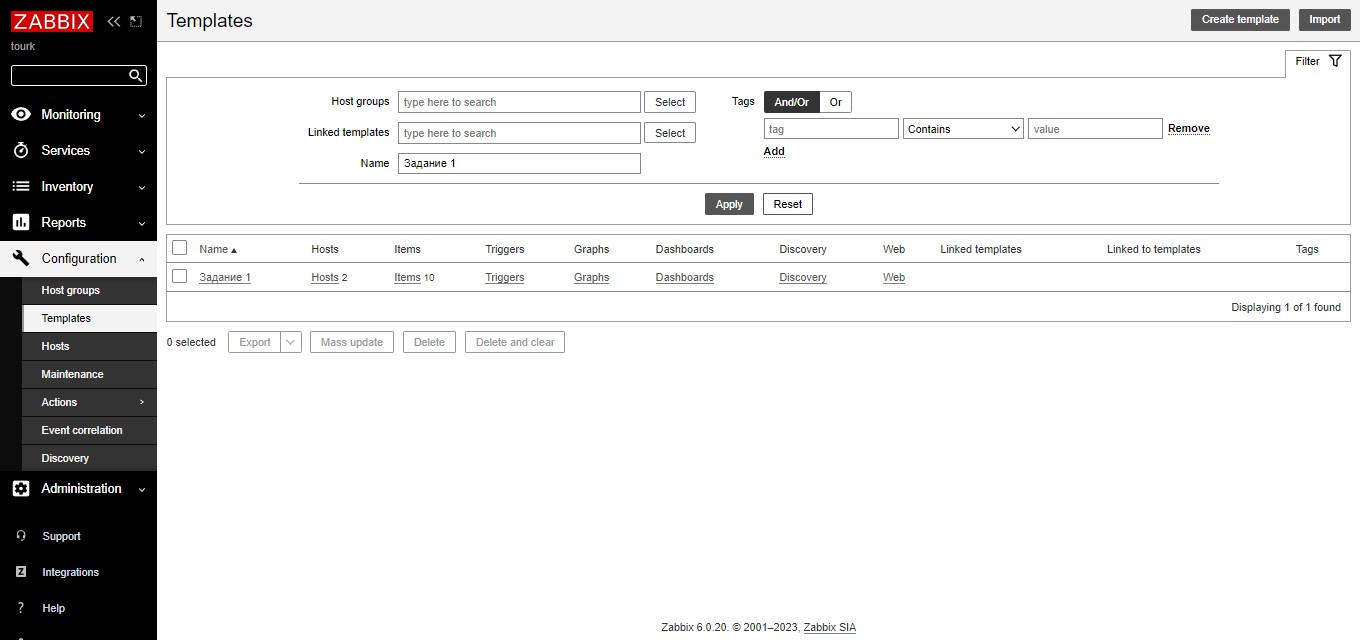 ZABBIX
tourk
Monitoring
Services
Inventory
Reports
Configuration
Host groups
Templates
Hosts
Maintenance
Actions
Event correlation
Discovery
Administration
Support
Integrations
Help
Templates
Create template Import
Filter
Host groups type here to search Select
Linked templates type here to search Select
Name Задание 1
Tags And/Or Or
tag Contains value Remove
Add
Apply Reset
Name Hosts Items Triggers Graphs Dashboards Discovery Web Linked templates Linked to templates Tags
Задание 1 Hosts 2 Items 10 Triggers Graphs Dashboards Discovery Web
Displaying 1 of 1 found
0 selected Export Mass update Delete Delete and clear
Zabbix 6.0.20. © 2001–2023, Zabbix SIA